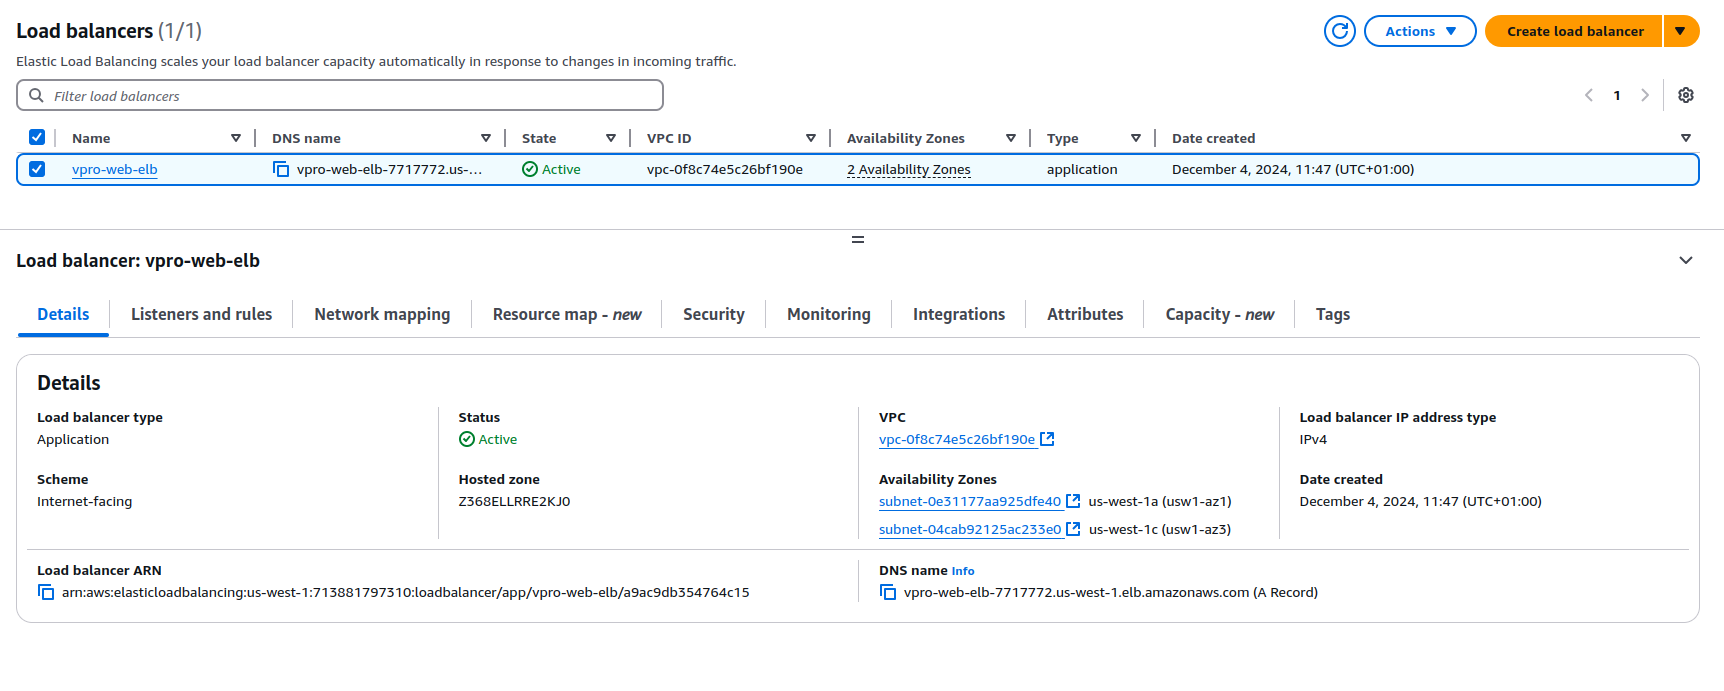 Load balancers (1/1)
Actions
Create load balancer
Elastic Load Balancing scales your load balancer capacity automatically in response to changes in incoming traffic.
Filter load balancers
1
Name DNS name State VPC ID Availability Zones Type Date created
vpro-web-elb vpro-web-elb-7717772.us-... Active vpc-0f8c74e5c26bf190e 2 Availability Zones application December 4, 2024, 11:47 (UTC+01:00)
Load balancer: vpro-web-elb
Details Listeners and rules Network mapping Resource map - new Security Monitoring Integrations Attributes Capacity - new Tags
Details
Load balancer type Status VPC Load balancer IP address type
Application Active vpc-0f8c74e5c26bf190e IPv4
Scheme Hosted zone Availability Zones Date created
Internet-facing Z368ELLRRE2KJ0 subnet-0e31177aa925dfe40 us-west-1a (usw1-az1) December 4, 2024, 11:47 (UTC+01:00)
subnet-04cab92125ac233e0 us-west-1c (usw1-az3)
Load balancer ARN DNS name Info
arn:aws:elasticloadbalancing:us-west-1:713881797310:loadbalancer/app/vpro-web-elb/a9ac9db354764c15 vpro-web-elb-7717772.us-west-1.elb.amazonaws.com (A Record)